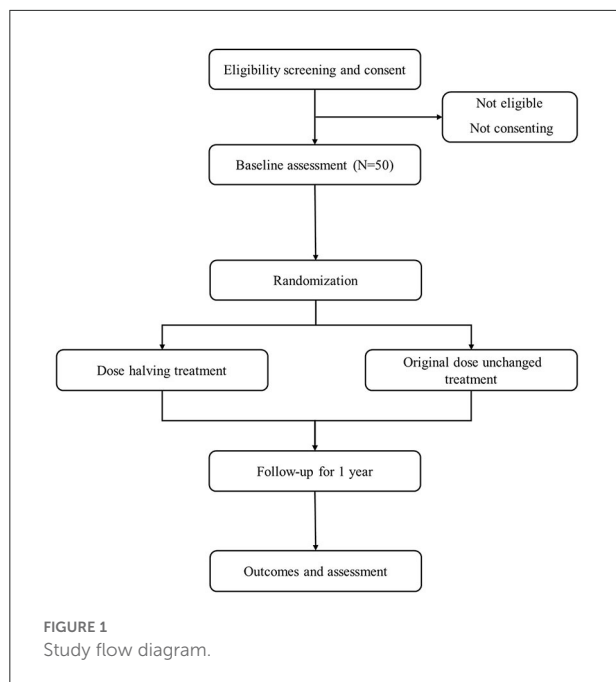 Eligibility screening and consent
Not eligible
Not consenting
Baseline assessment (N=50)
Randomization
Dose halving treatment
Original dose unchanged
treatment
Follow-up for 1 year
Outcomes and assessment
FIGURE 1
Study flow diagram.